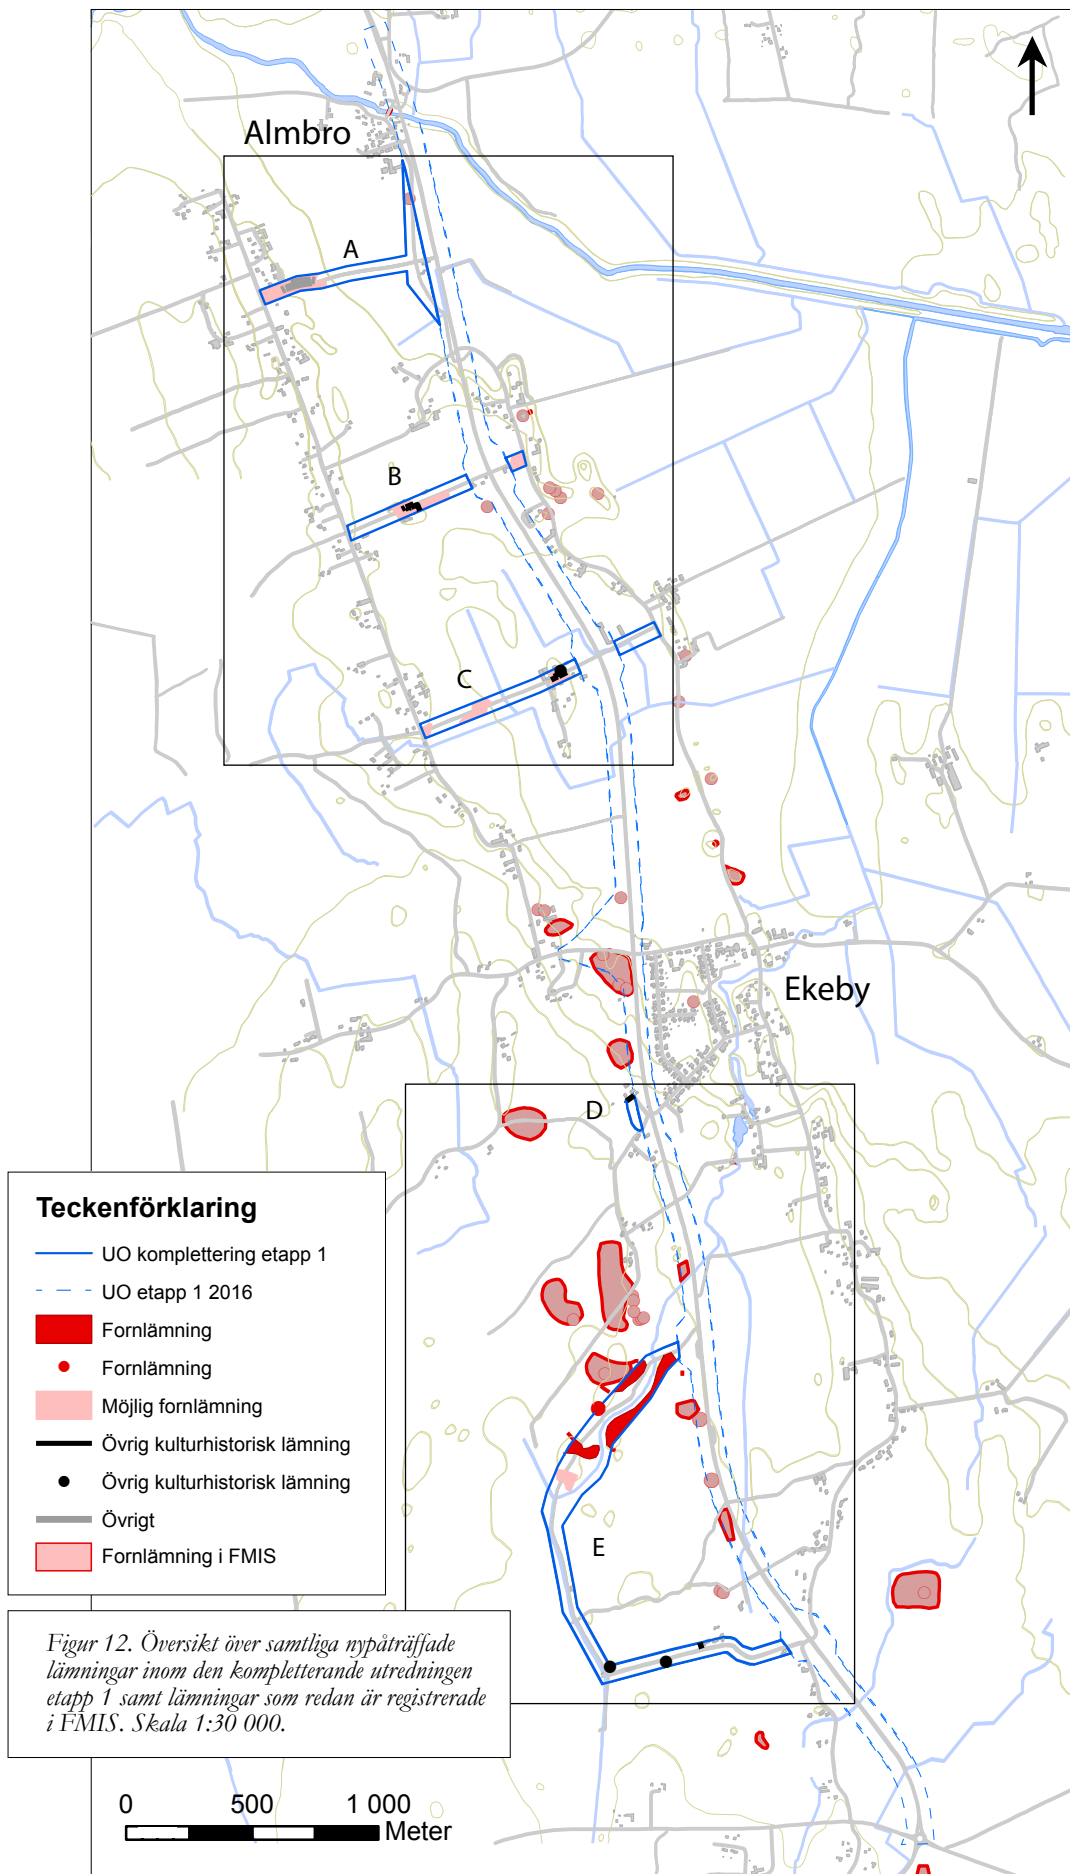 Almbro
A
B
C
Ekeby
D
Teckenförklaring
UO komplettering etapp 1
UO etapp 1 2016
Fornlämning
Fornlämning
Möjlig fornlämning
Övrig kulturhistorisk lämning
Övrig kulturhistorisk lämning
Övrigt
Fornlämning i FMIS
E
Figur 12. Översikt över samtliga nypåträffade
lämningar inom den kompletterande utredningen
etapp 1 samt lämningar som redan är registrerade
i FMIS. Skala 1:30 000.
0 500 1 000
Meter